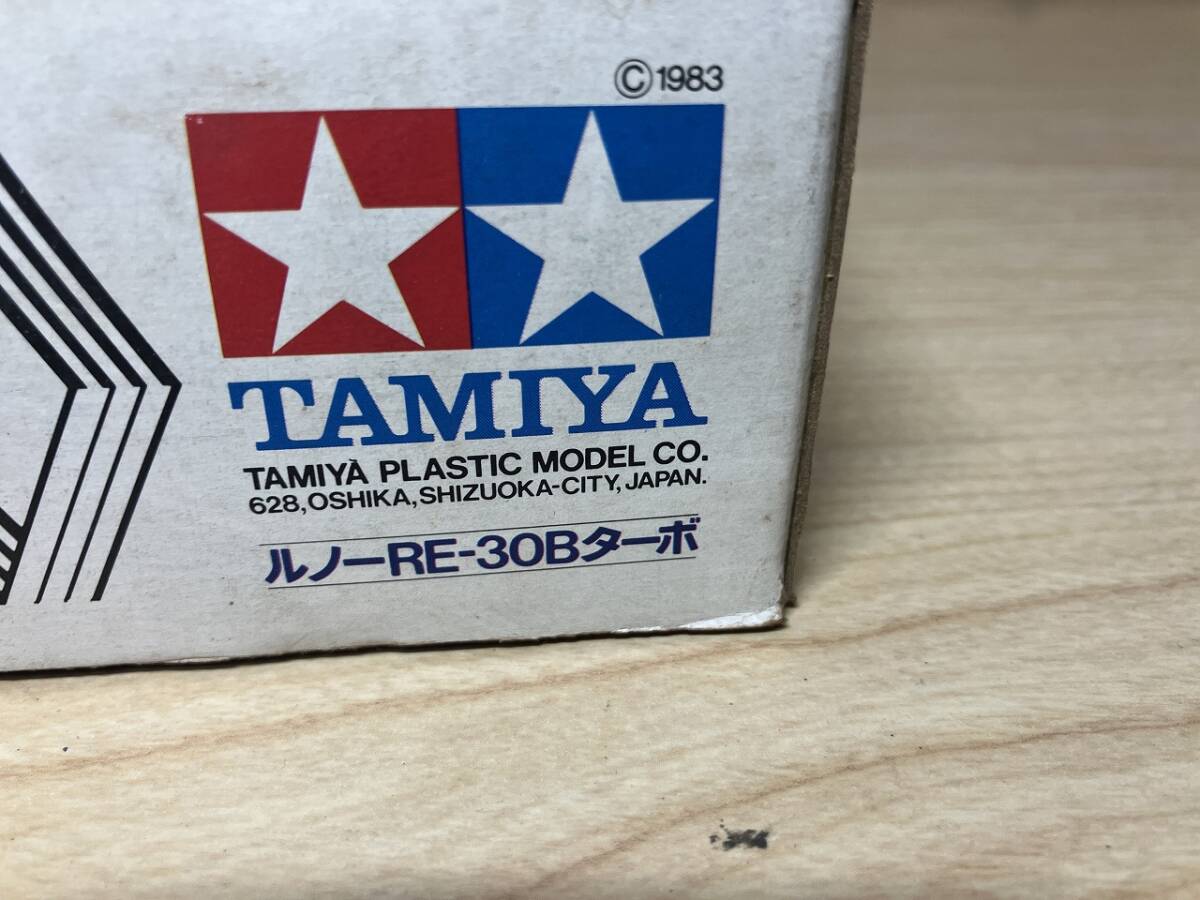 ©1983
TAMIYA
TAMIYA PLASTIC MODEL CO.
628,OSHIKA,SHIZUOKA-CITY,JAPAN.
ルノーRE-30Bターボ